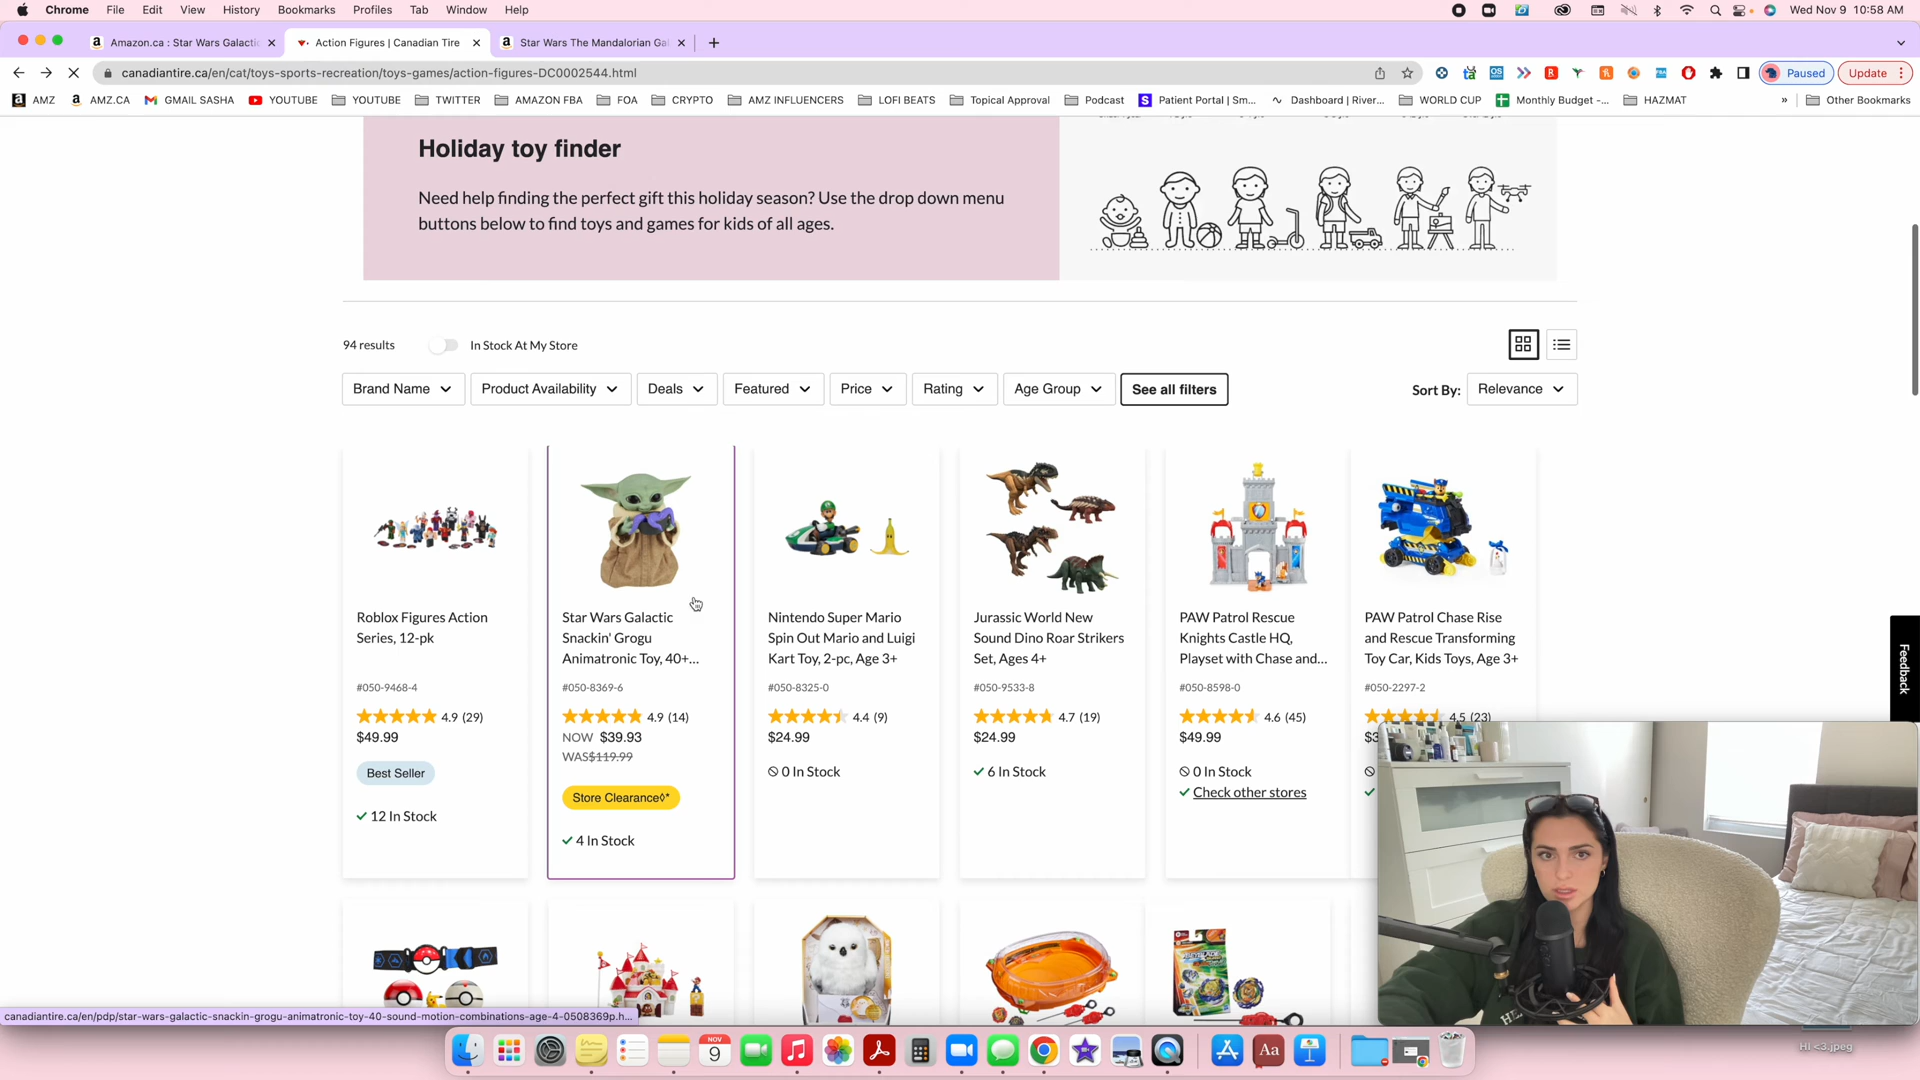 Chrome File Edit View History Bookmarks Profiles Tab Window Help Wed Nov 9 10:58 AM
Amazon.ca : Star Wars Galactic Action Figures | Canadian Tire Star Wars The Mandalorian Gal
canadiantire.ca/en/cat/toys-sports-recreation/toys-games/action-figures-DC0002544.html Paused Update
AMZ AMZ.CA GMAIL SASHA YOUTUBE YOUTUBE TWITTER AMAZON FBA FOA CRYPTO AMZ INFLUENCERS LOFI BEATS Topical Approval Podcast Patient Portal | Sm... Dashboard | River... WORLD CUP Monthly Budget -... HAZMAT » Other Bookmarks
Holiday toy finder
Need help finding the perfect gift this holiday season? Use the drop down menu
buttons below to find toys and games for kids of all ages.
94 results In Stock At My Store
Brand Name Product Availability Deals Featured Price Rating Age Group See all filters Sort By: Relevance
Roblox Figures Action
Series, 12-pk
#050-9468-4
4.9 (29)
$49.99
Best Seller
12 In Stock
Star Wars Galactic
Snackin' Grogu
Animatronic Toy, 40+...
#050-8369-6
4.9 (14)
NOW $39.93
WAS $119.99
Store Clearance◊*
4 In Stock
Nintendo Super Mario
Spin Out Mario and Luigi
Kart Toy, 2-pc, Age 3+
#050-8325-0
4.4 (9)
$24.99
0 In Stock
Jurassic World New
Sound Dino Roar Strikers
Set, Ages 4+
#050-9533-8
4.7 (19)
$24.99
6 In Stock
PAW Patrol Rescue
Knights Castle HQ,
Playset with Chase and...
#050-8598-0
4.6 (45)
$49.99
0 In Stock
Check other stores
PAW Patrol Chase Rise
and Rescue Transforming
Toy Car, Kids Toys, Age 3+
#050-2297-2
4.5 (23)
Feedback
canadiantire.ca/en/pdp/star-wars-galactic-snackin-grogu-animatronic-toy-40-sound-motion-combinations-age-4-0508369p.h...
NOV
9
Aa
HI <3.jpeg